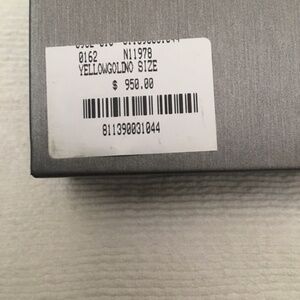 0162 N11978
YELLOWGOLDNO SIZE
$ 950.00
811390031044